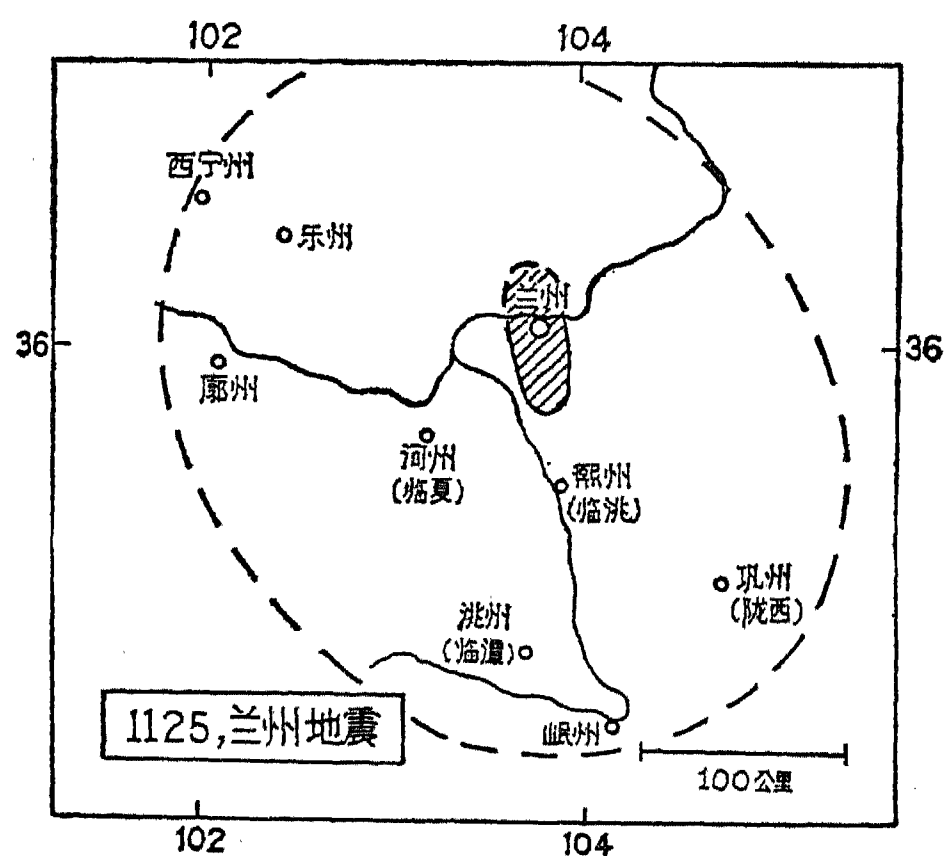 102 104
西宁州
乐州
兰州
36 36
廓州
河州
(临夏)
熙州
(临洮)
巩州
(陇西)
洮州
(临潭)
1125,兰州地震
岷州
100公里
102 104